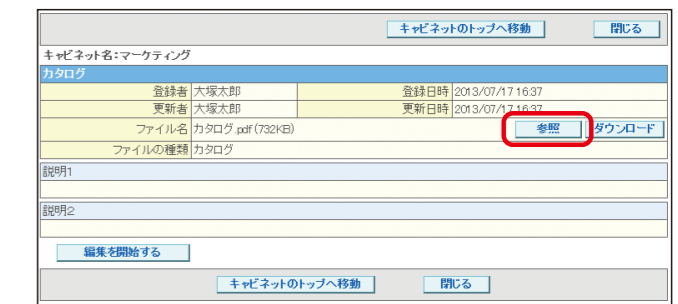 キャビネットのトップへ移動 閉じる
キャビネット名:マーケティング
カタログ
登録者 大塚太郎 登録日時 2013/07/17 16:37
更新者 大塚太郎 更新日時 2013/07/17 16:37
ファイル名 カタログ.pdf(732KB) 参照 ダウンロード
ファイルの種類 カタログ
説明1
説明2
編集を開始する
キャビネットのトップへ移動 閉じる